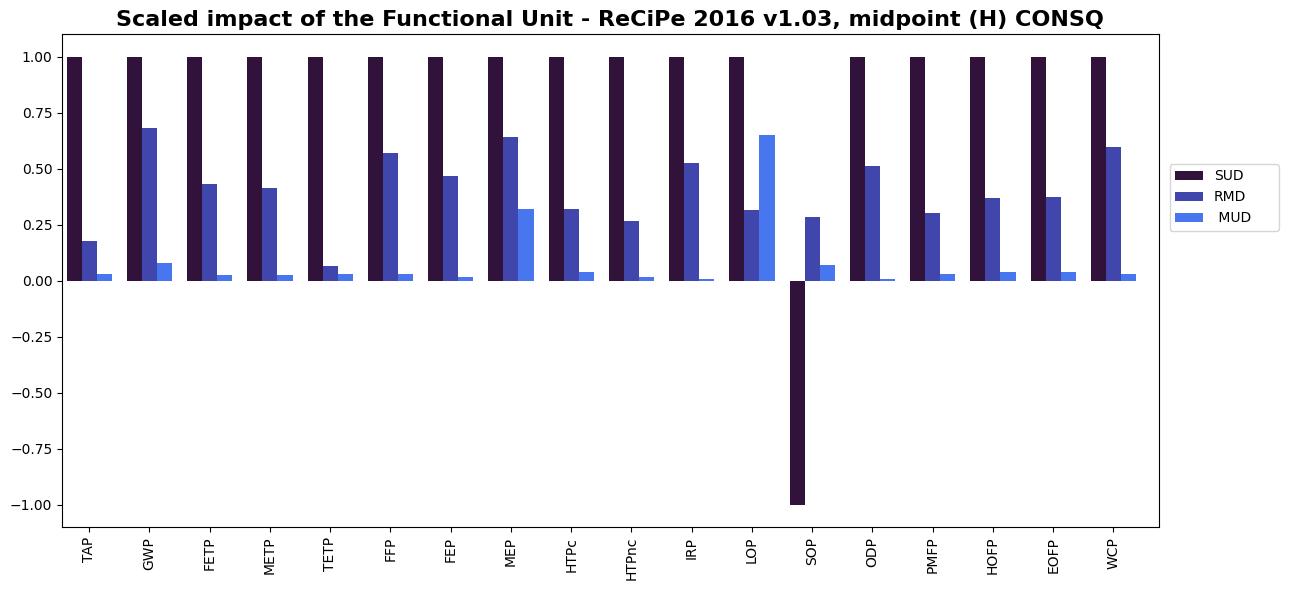 Scaled impact of the Functional Unit - ReCiPe 2016 v1.03, midpoint (H) CONSQ
1.00
0.75
0.50
0.25
0.00
−0.25
−0.50
−0.75
−1.00
TAP
GWP
FETP
METP
TETP
FFP
FEP
MEP
HTPc
HTPnc
IRP
LOP
SOP
ODP
PMFP
HOFP
EOFP
WCP
SUD
RMD
MUD